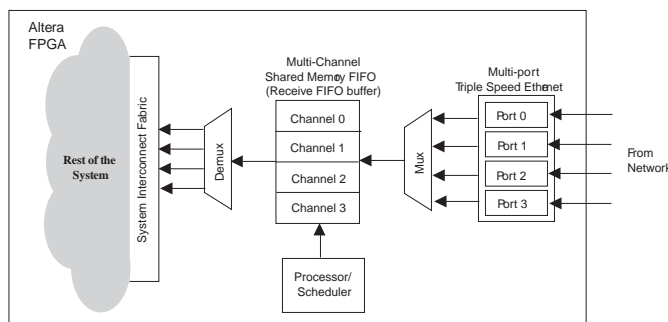 Altera
FPGA
Rest of the
System
System Interconnect Fabric
Demux
Multi-Channel
Shared Memory FIFO
(Receive FIFO buffer)
Channel 0
Channel 1
Channel 2
Channel 3
Processor/
Scheduler
Mux
Multi-port
Triple Speed Ethernet
Port 0
Port 1
Port 2
Port 3
From
Network